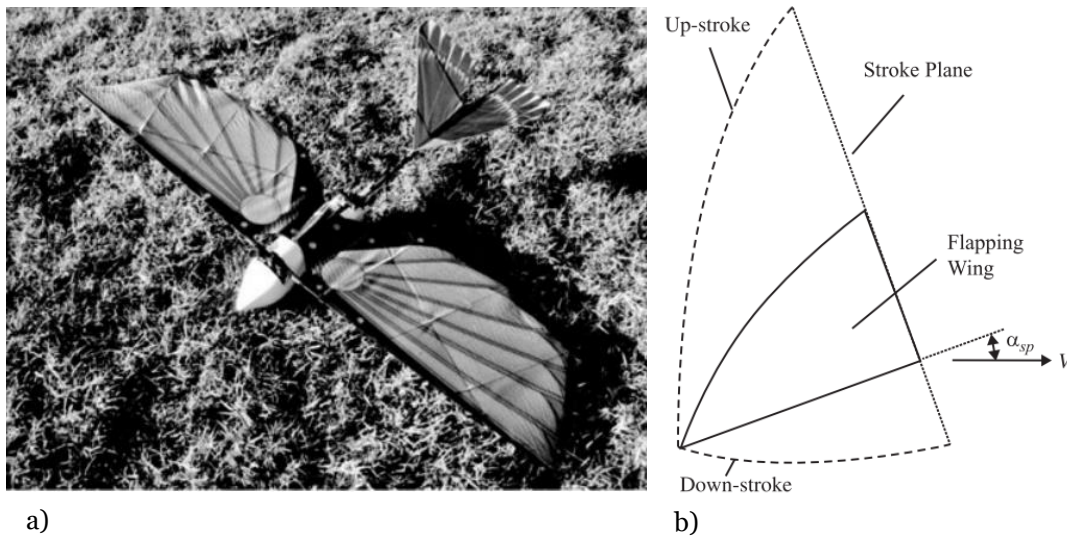 Up-stroke
Stroke Plane
Flapping
Wing
α_sp
V
Down-stroke
a)
b)